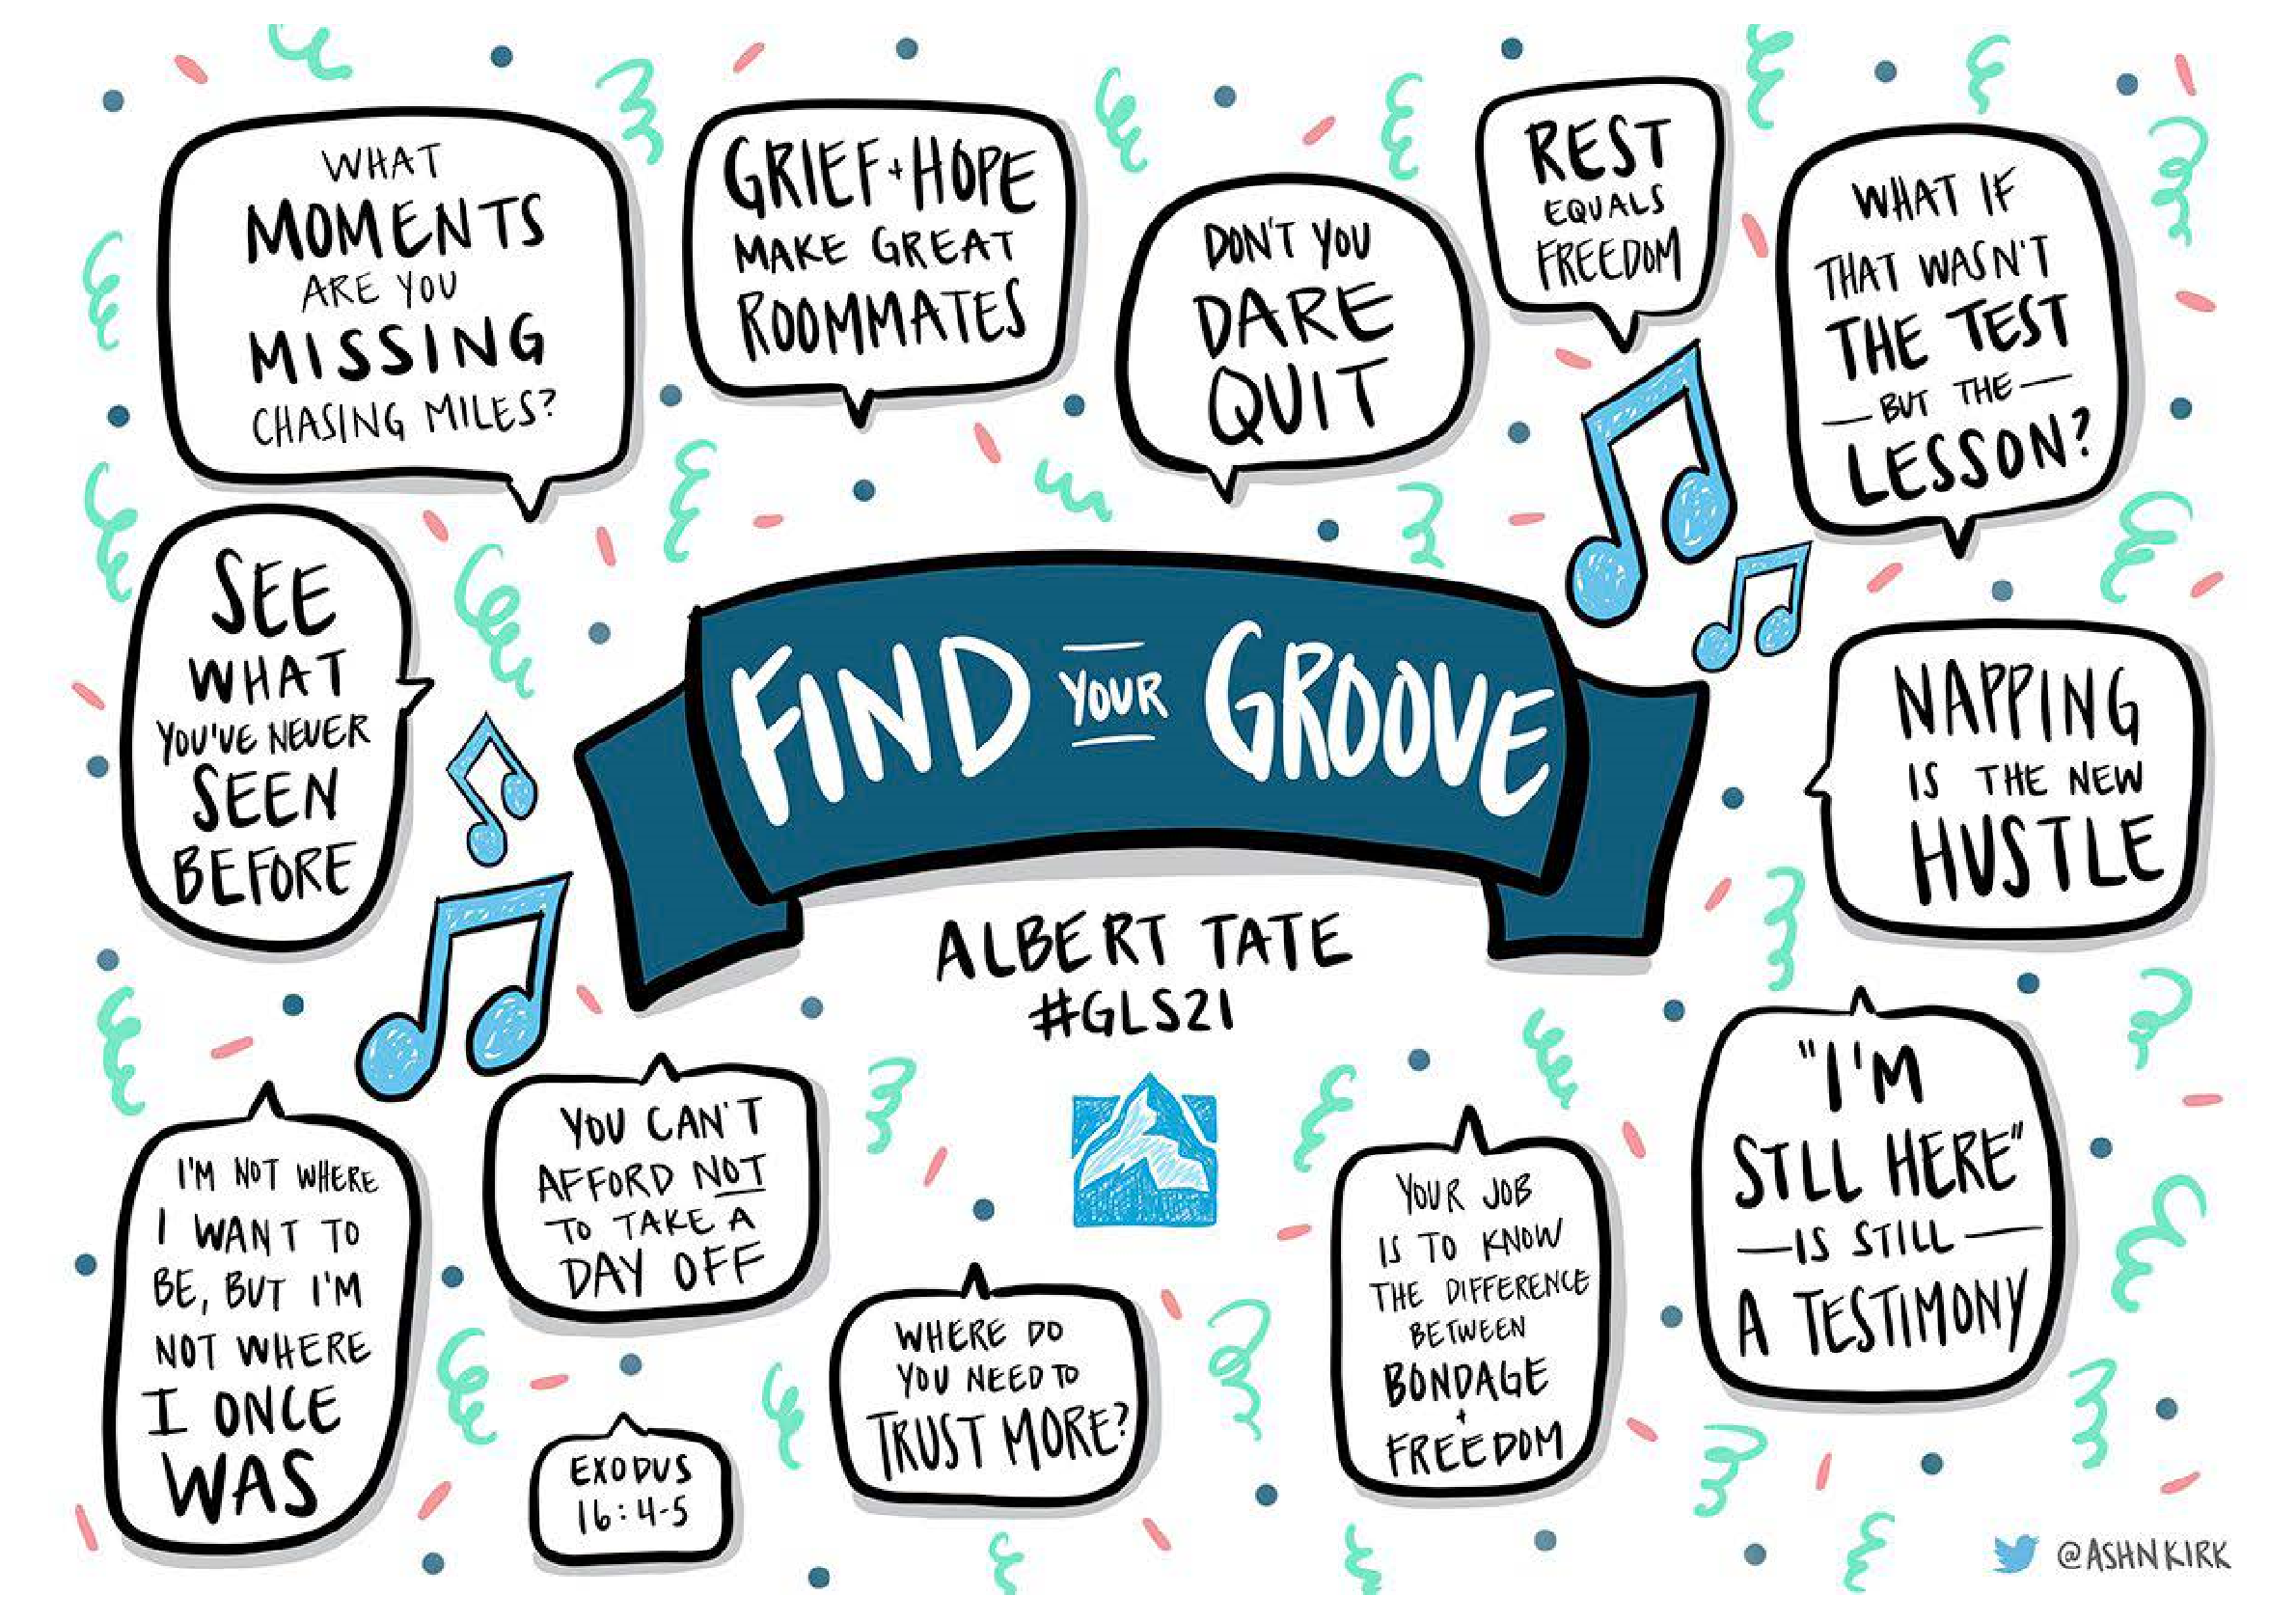 WHAT
MOMENTS
ARE YOU
MISSING
CHASING MILES?
GRIEF + HOPE
MAKE GREAT
ROOMMATES
DON'T YOU
DARE
QUIT
REST
EQUALS
FREEDOM
WHAT IF
THAT WASN'T
THE TEST
— BUT THE —
LESSON?
SEE
WHAT
YOU'VE NEVER
SEEN
BEFORE
FIND YOUR GROOVE
ALBERT TATE
#GLS21
NAPPING
IS THE NEW
HUSTLE
I'M NOT WHERE
I WANT TO
BE, BUT I'M
NOT WHERE
I ONCE
WAS
YOU CAN'T
AFFORD NOT
TO TAKE A
DAY OFF
EXODUS
16:4-5
WHERE DO
YOU NEED TO
TRUST MORE?
YOUR JOB
IS TO KNOW
THE DIFFERENCE
BETWEEN
BONDAGE
+
FREEDOM
"I'M
STLL HERE"
— IS STILL —
A TESTIMONY
@ASHNKIRK